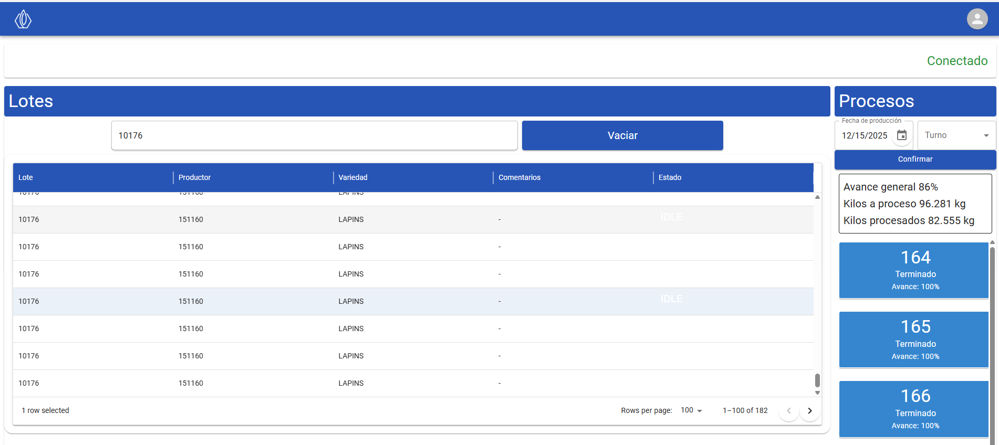 Conectado
Lotes
10176
Vaciar
Lote Productor Variedad Comentarios Estado
10176 151160 LAPINS
10176 151160 LAPINS - IDLE
10176 151160 LAPINS -
10176 151160 LAPINS -
10176 151160 LAPINS - IDLE
10176 151160 LAPINS -
10176 151160 LAPINS -
10176 151160 LAPINS -
1 row selected
Rows per page: 100
1–100 of 182
Procesos
Fecha de producción
12/15/2025
Turno
Confirmar
Avance general 86%
Kilos a proceso 96.281 kg
Kilos procesados 82.555 kg
164
Terminado
Avance: 100%
165
Terminado
Avance: 100%
166
Terminado
Avance: 100%